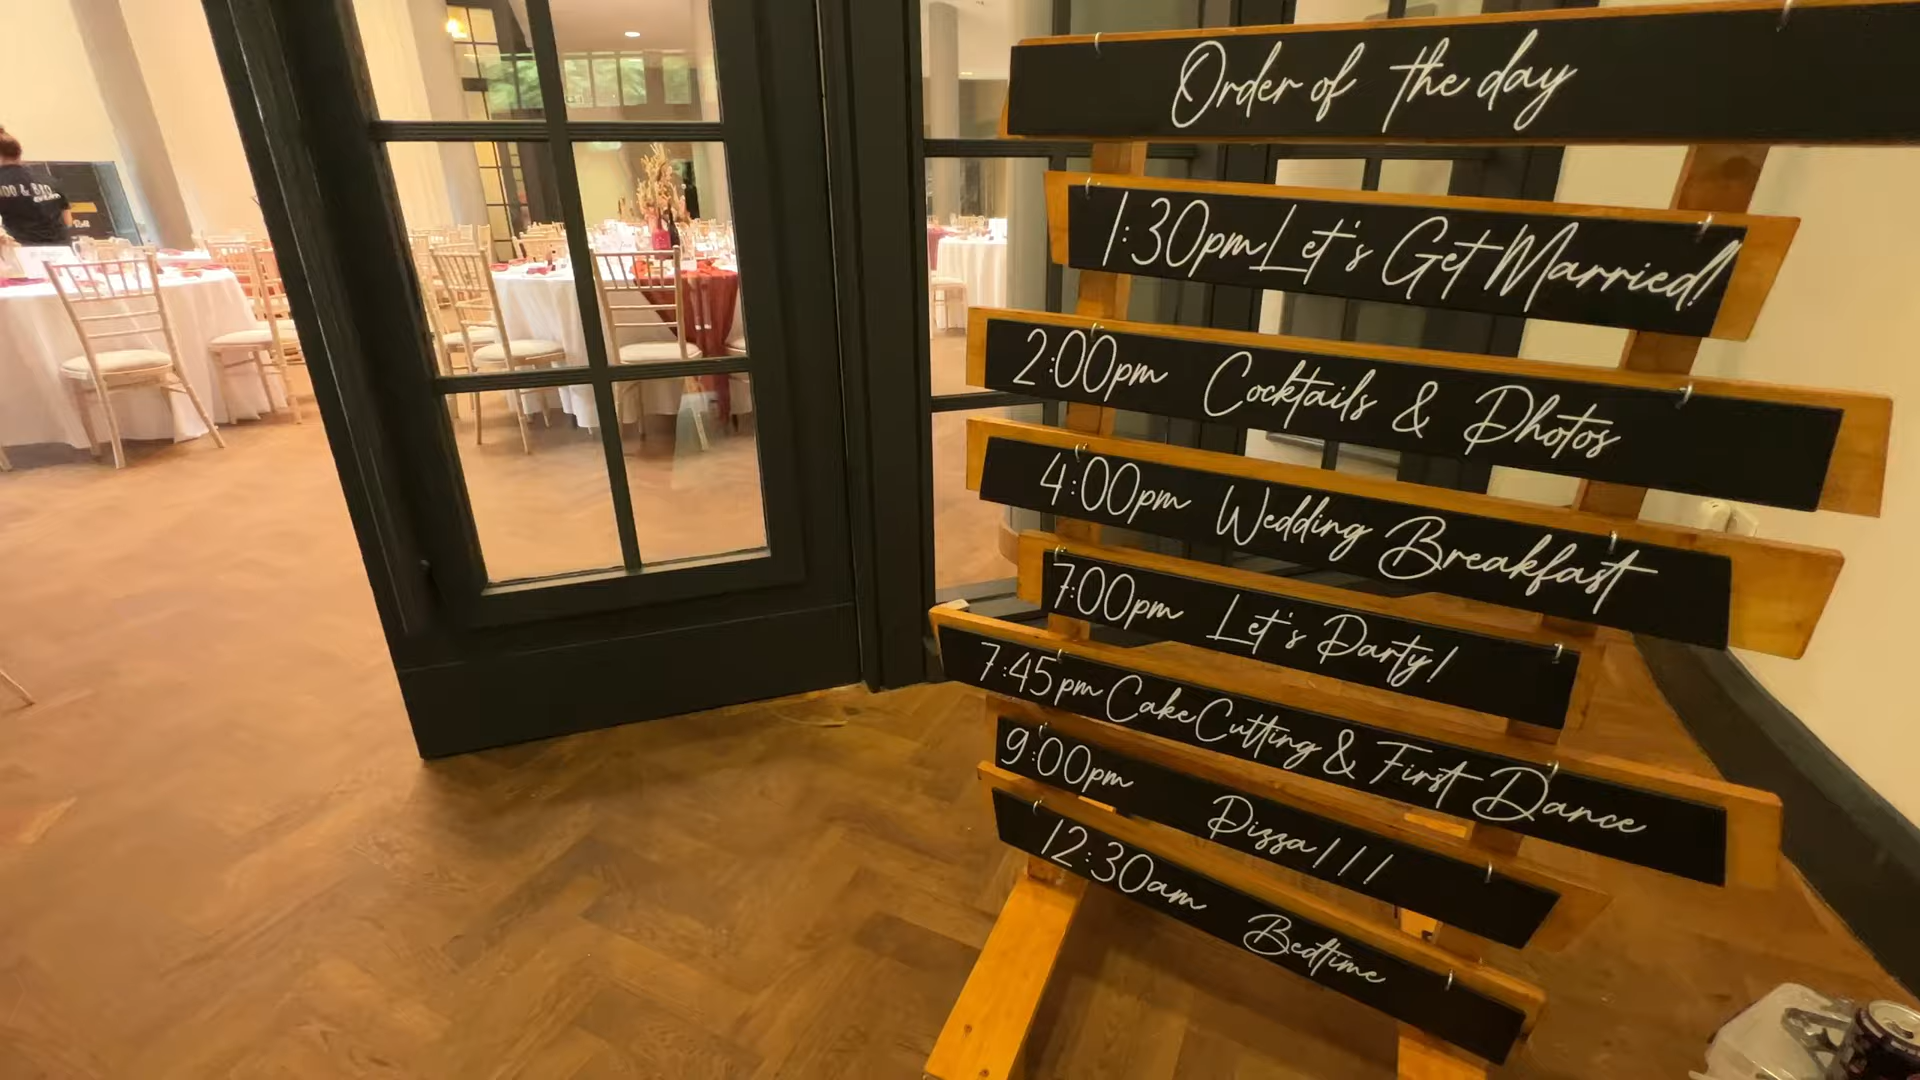 Order of the day
1:30pm Let's Get Married!
2:00pm Cocktails & Photos
4:00pm Wedding Breakfast
7:00pm Let's Party!
7:45pm Cake Cutting & First Dance
9:00pm Pizza!!!
12:30am Bedtime